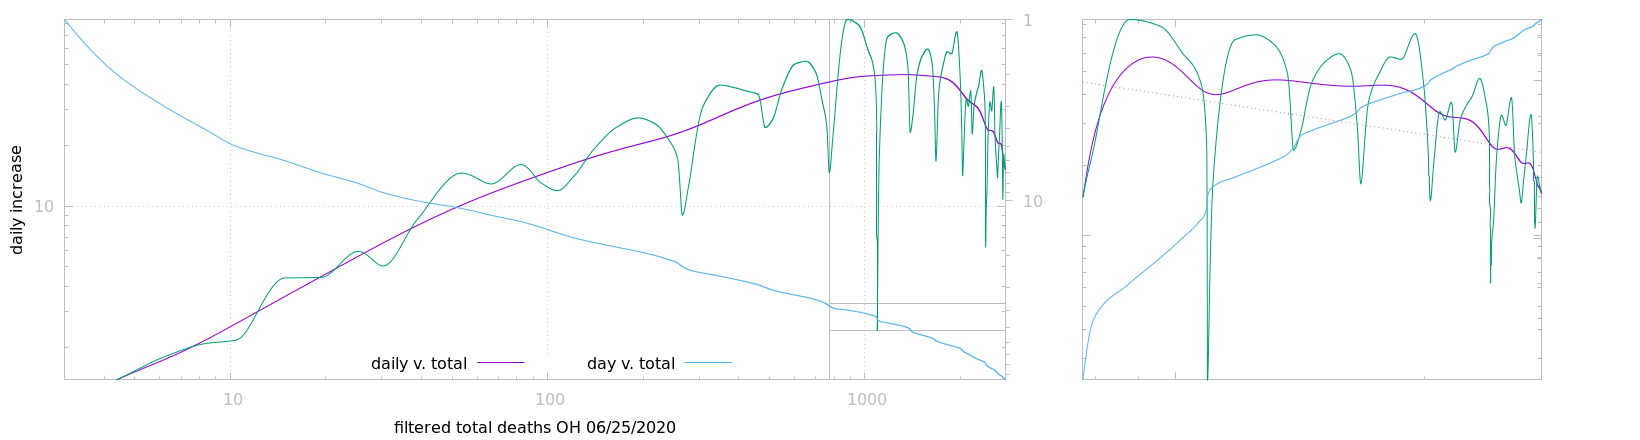 1
daily increase
10
10
daily v. total
day v. total
10
100
1000
filtered total deaths OH 06/25/2020